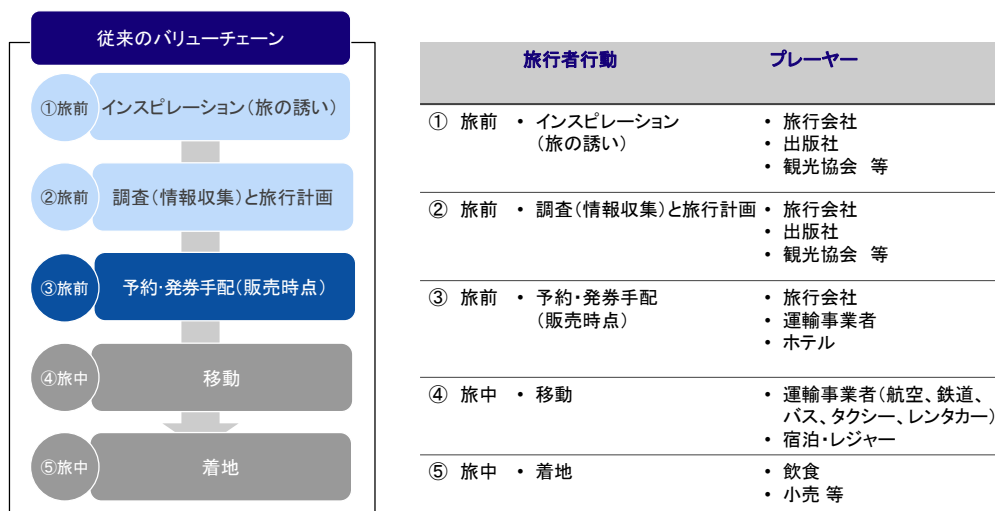 従来のバリューチェーン
①旅前 インスピレーション(旅の誘い)
②旅前 調査(情報収集)と旅行計画
③旅前 予約・発券手配(販売時点)
④旅中 移動
⑤旅中 着地
旅行者行動 プレーヤー
① 旅前 • インスピレーション • 旅行会社
(旅の誘い) • 出版社
• 観光協会 等
② 旅前 • 調査(情報収集)と旅行計画 • 旅行会社
• 出版社
• 観光協会 等
③ 旅前 • 予約・発券手配 • 旅行会社
(販売時点) • 運輸事業者
• ホテル
④ 旅中 • 移動 • 運輸事業者(航空、鉄道、
バス、タクシー、レンタカー)
• 宿泊・レジャー
⑤ 旅中 • 着地 • 飲食
• 小売 等